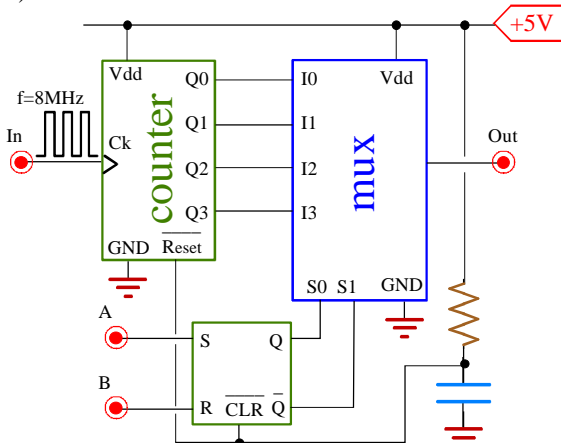 )
+5V
Vdd
Q0
I0
Vdd
f=8MHz
In
Ck
counter
Q1
I1
mux
Out
Q2
I2
Q3
I3
GND
Reset
S0
S1
GND
A
S
Q
B
R
CLR
Q̅